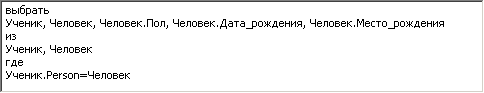 выбрать
Ученик, Человек, Человек.Пол, Человек.Дата_рождения, Человек.Место_рождения
из
Ученик, Человек
где
Ученик.Person=Человек